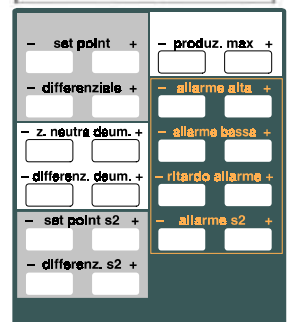 - set point +
- differenziale +
- z. neutra deum. +
- differenz. deum. +
- set point s2 +
- differenz. s2 +
- produz. max +
- allarme alta +
- allarme bassa +
- ritardo allarme +
- allarme s2 +